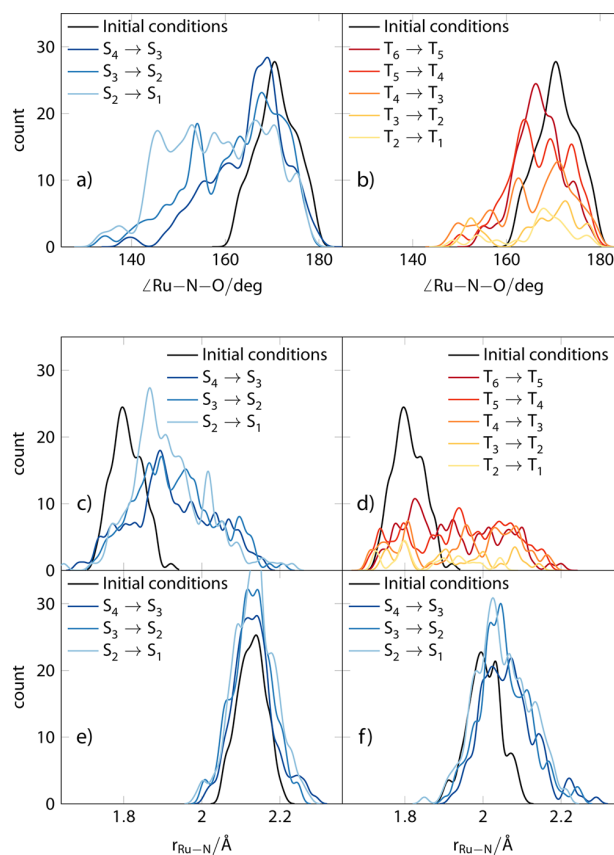 Initial conditions
S₄ → S₃
S₃ → S₂
S₂ → S₁
Initial conditions
T₆ → T₅
T₅ → T₄
T₄ → T₃
T₃ → T₂
T₂ → T₁
30
20
10
0
count
a)
b)
140 160 180
140 160 180
∠Ru−N−O/deg
∠Ru−N−O/deg
Initial conditions
S₄ → S₃
S₃ → S₂
S₂ → S₁
Initial conditions
T₆ → T₅
T₅ → T₄
T₄ → T₃
T₃ → T₂
T₂ → T₁
30
20
10
0
count
c)
d)
Initial conditions
S₄ → S₃
S₃ → S₂
S₂ → S₁
Initial conditions
S₄ → S₃
S₃ → S₂
S₂ → S₁
30
20
10
0
count
e)
f)
1.8 2 2.2
1.8 2 2.2
r_Ru−N/Å
r_Ru−N/Å